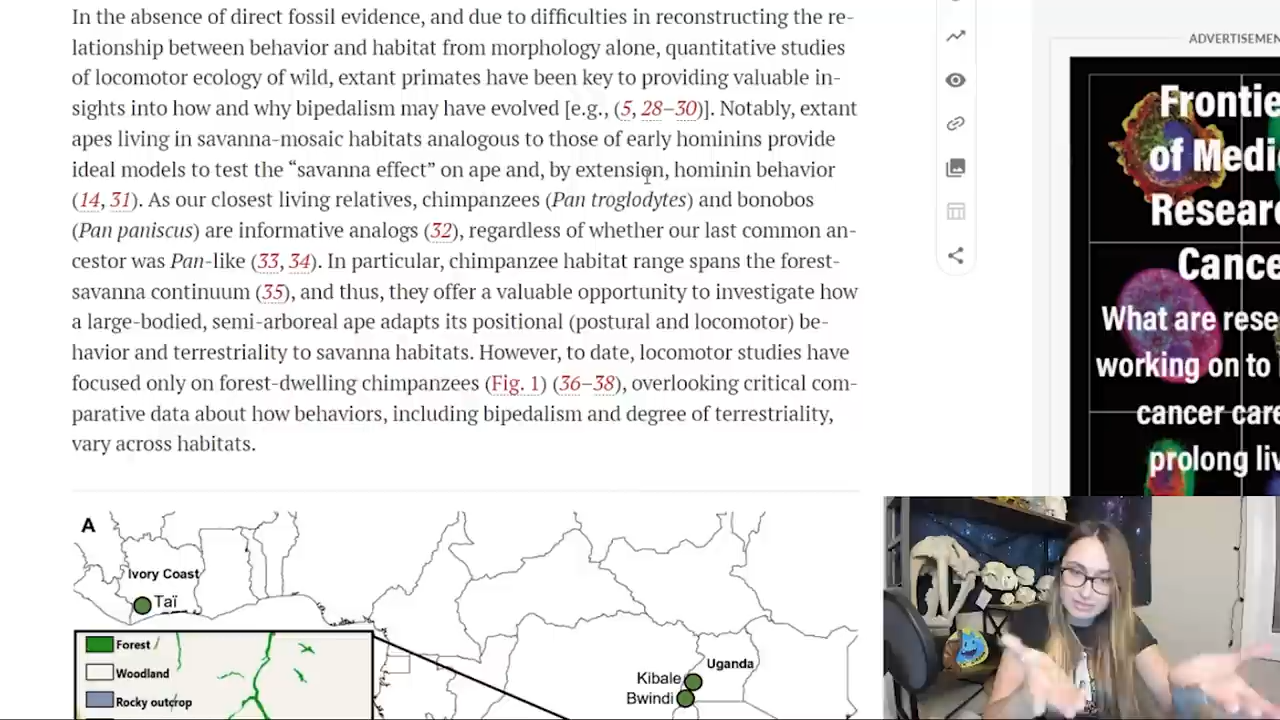 In the absence of direct fossil evidence, and due to difficulties in reconstructing the re-
lationship between behavior and habitat from morphology alone, quantitative studies
of locomotor ecology of wild, extant primates have been key to providing valuable in-
sights into how and why bipedalism may have evolved [e.g., (5, 28–30)]. Notably, extant
apes living in savanna-mosaic habitats analogous to those of early hominins provide
ideal models to test the “savanna effect” on ape and, by extension, hominin behavior
(14, 31). As our closest living relatives, chimpanzees (Pan troglodytes) and bonobos
(Pan paniscus) are informative analogs (32), regardless of whether our last common an-
cestor was Pan-like (33, 34). In particular, chimpanzee habitat range spans the forest-
savanna continuum (35), and thus, they offer a valuable opportunity to investigate how
a large-bodied, semi-arboreal ape adapts its positional (postural and locomotor) be-
havior and terrestriality to savanna habitats. However, to date, locomotor studies have
focused only on forest-dwelling chimpanzees (Fig. 1) (36–38), overlooking critical com-
parative data about how behaviors, including bipedalism and degree of terrestriality,
vary across habitats.
A
Ivory Coast
Taï
Forest /
Woodland
Rocky outcrop
Uganda
Kibale
Bwindi
ADVERTISEMEN
Frontie
of Medi
Resear
Cance
What are rese
working on to
cancer care
prolong liv